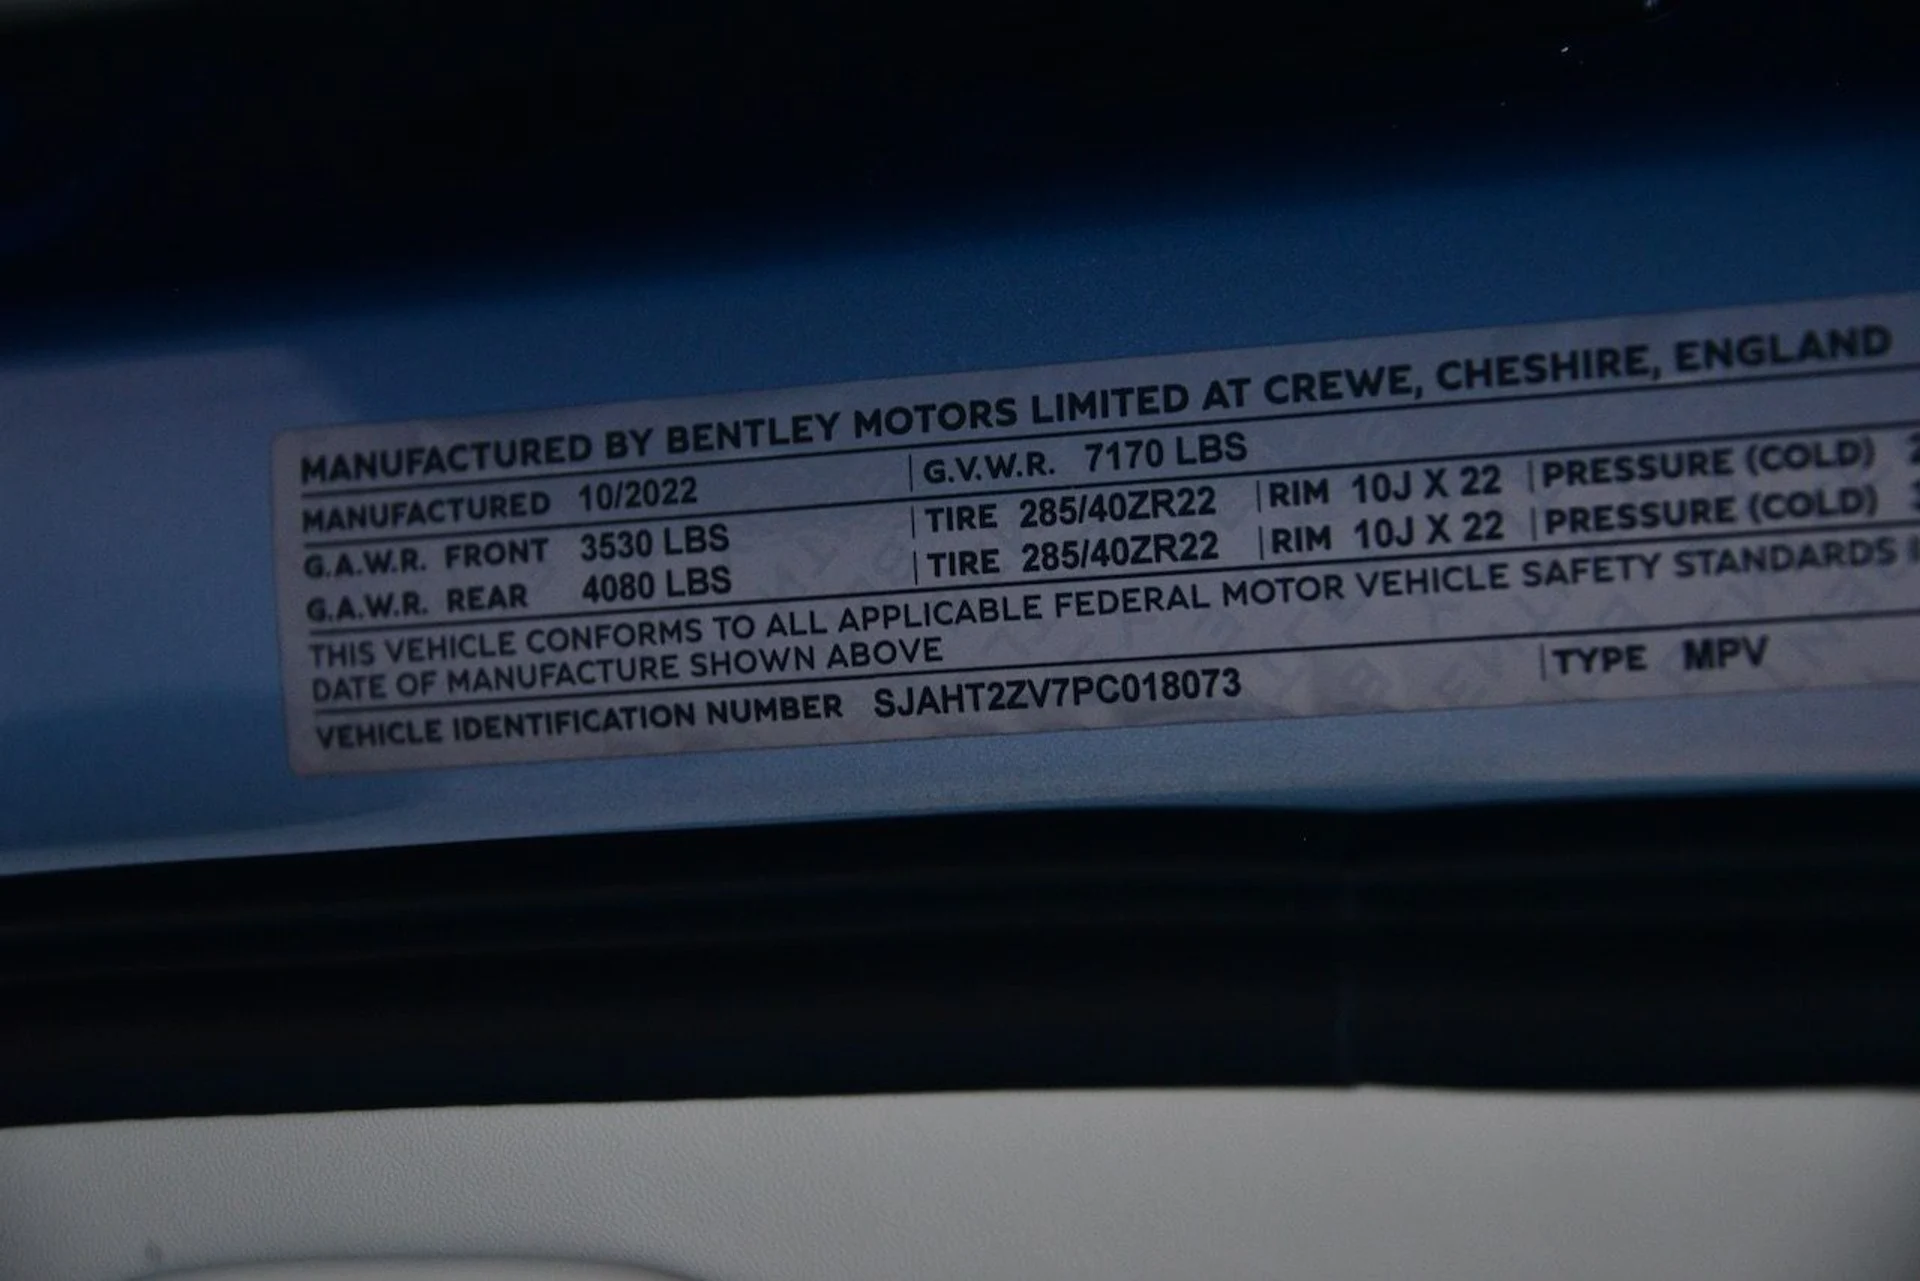 MANUFACTURED BY BENTLEY MOTORS LIMITED AT CREWE, CHESHIRE, ENGLAND
MANUFACTURED 10/2022 G.V.W.R. 7170 LBS
G.A.W.R. FRONT 3530 LBS TIRE 285/40ZR22 RIM 10J X 22 PRESSURE (COLD)
G.A.W.R. REAR 4080 LBS TIRE 285/40ZR22 RIM 10J X 22 PRESSURE (COLD)
THIS VEHICLE CONFORMS TO ALL APPLICABLE FEDERAL MOTOR VEHICLE SAFETY STANDARDS
DATE OF MANUFACTURE SHOWN ABOVE
VEHICLE IDENTIFICATION NUMBER SJAHT2ZV7PC018073 TYPE MPV